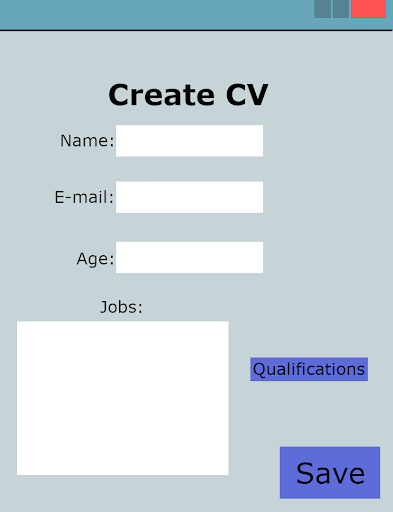 Create CV
Name:
E-mail:
Age:
Jobs:
Qualifications
Save